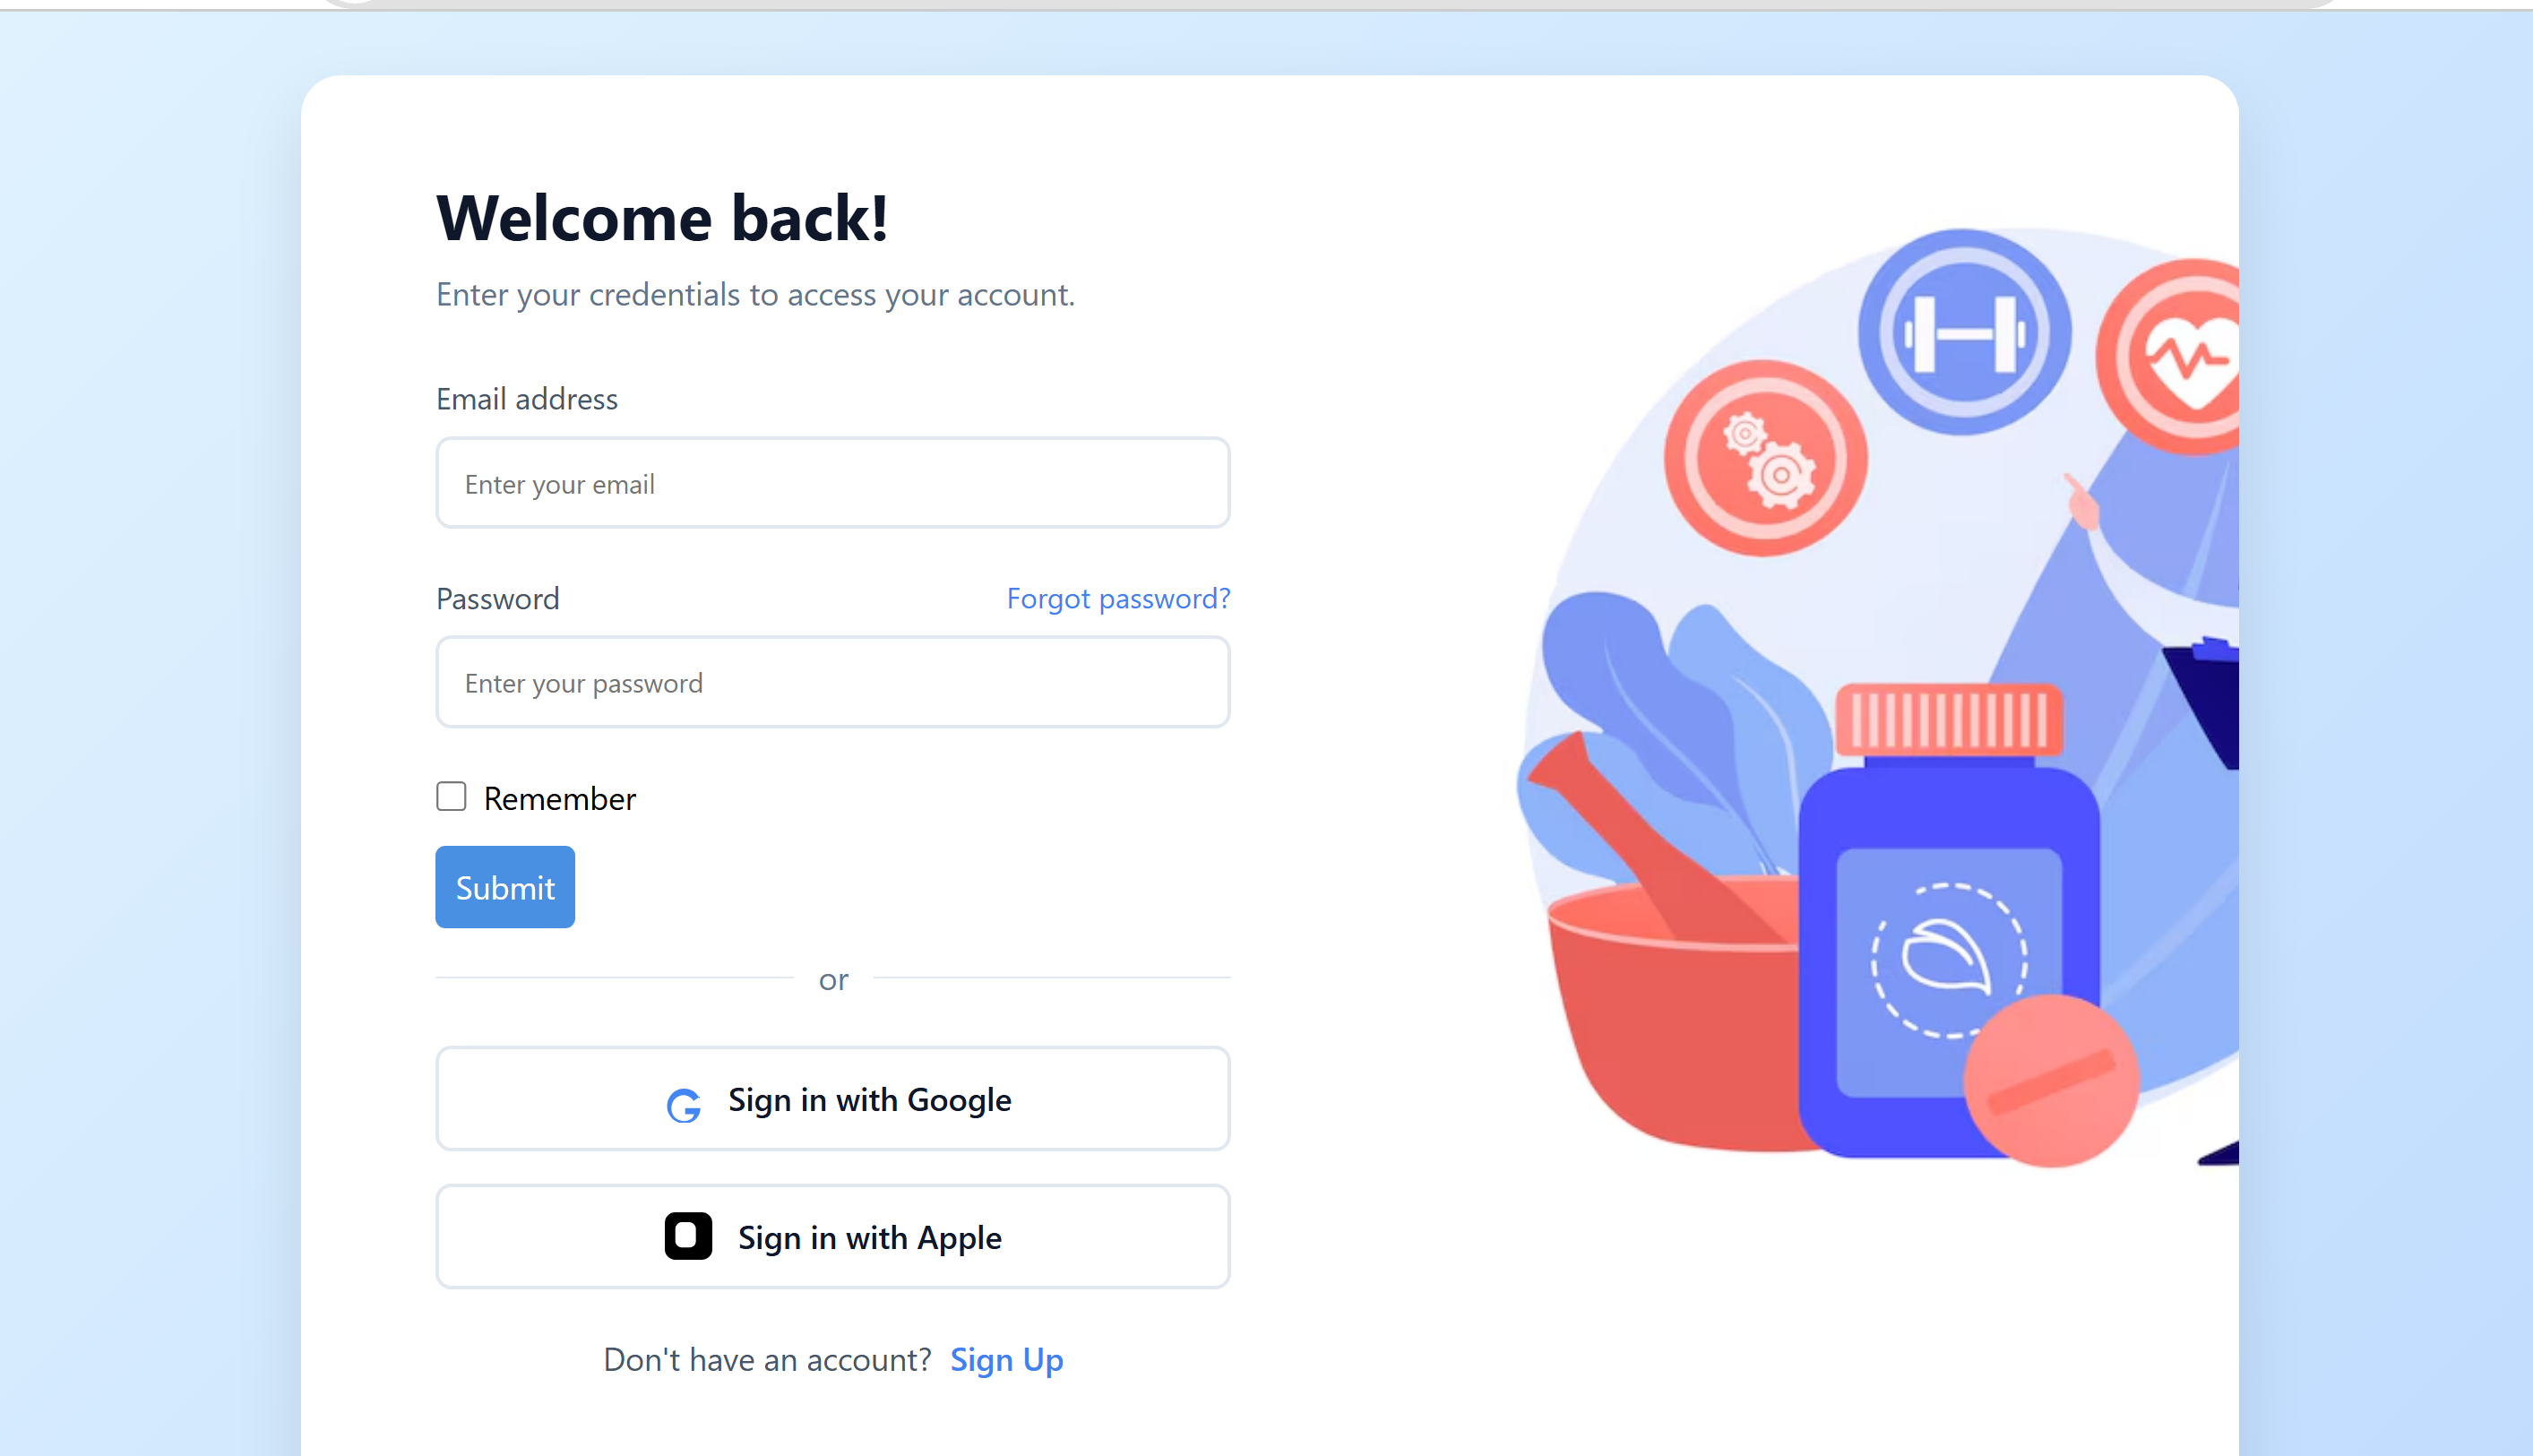 Welcome back!
Enter your credentials to access your account.
Email address
Enter your email
Password
Forgot password?
Enter your password
Remember
Submit
or
Sign in with Google
Sign in with Apple
Don't have an account? Sign Up